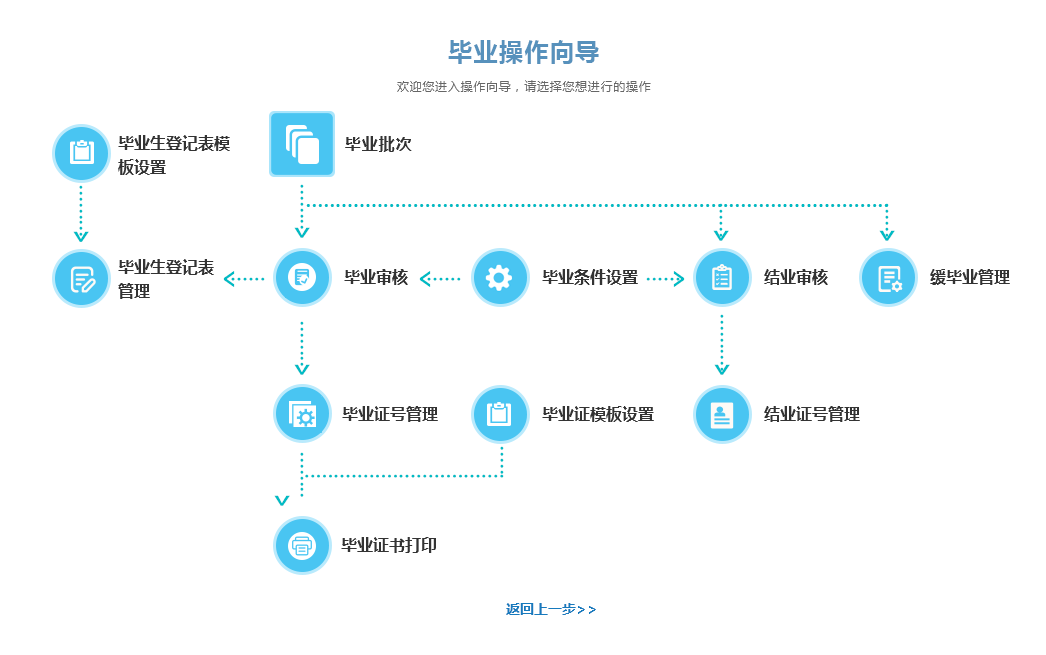 毕业操作向导
欢迎您进入操作向导，请选择您想进行的操作
毕业生登记表模
板设置
毕业批次
毕业生登记表
管理
毕业审核
毕业条件设置
结业审核
缓毕业管理
毕业证号管理
毕业证模板设置
结业证号管理
毕业证书打印
返回上一步>>